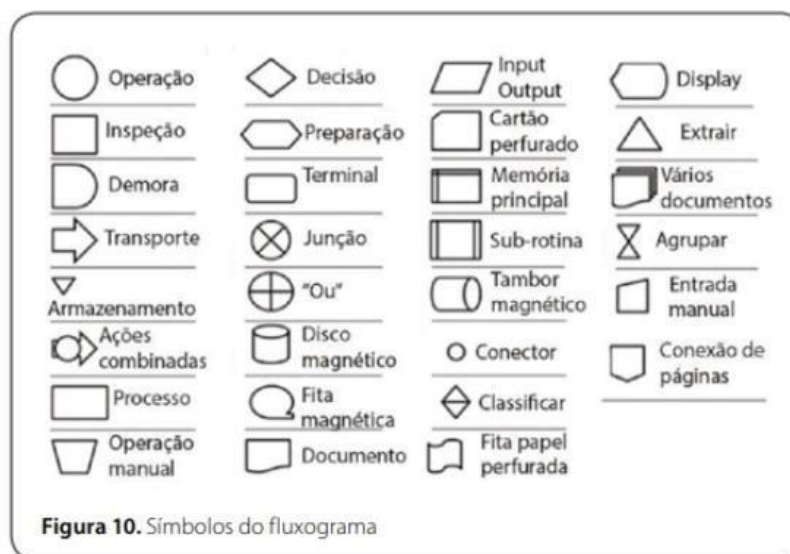 Operação
Inspeção
Demora
Transporte
Armazenamento
Ações
combinadas
Processo
Operação
manual
Decisão
Preparação
Terminal
Junção
"Ou"
Disco
magnético
Fita
magnética
Documento
Input
Output
Cartão
perfurado
Memória
principal
Sub-rotina
Tambor
magnético
Conector
Classificar
Fita papel
perfurada
Display
Extrair
Vários
documentos
Agrupar
Entrada
manual
Conexão de
páginas
Figura 10. Símbolos do fluxograma